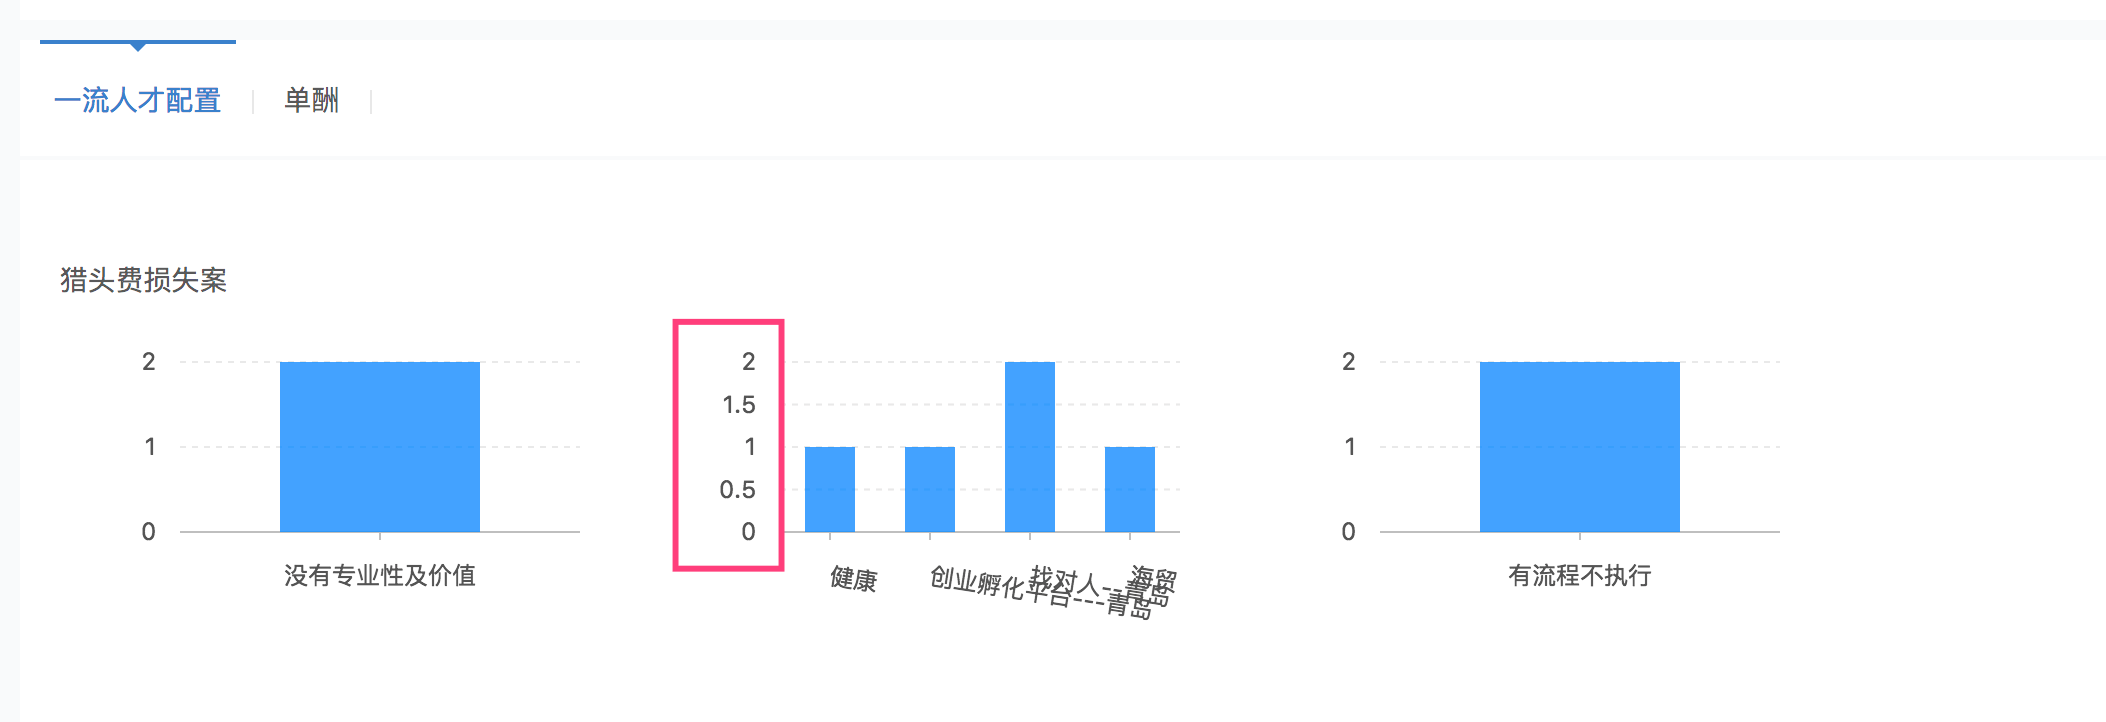 一流人才配置
单酬
猎头费损失案
2
1
0
没有专业性及价值
2
1.5
1
0.5
0
健康
创业孵化平台---青岛
找对人--青岛
海贸
2
1
0
有流程不执行